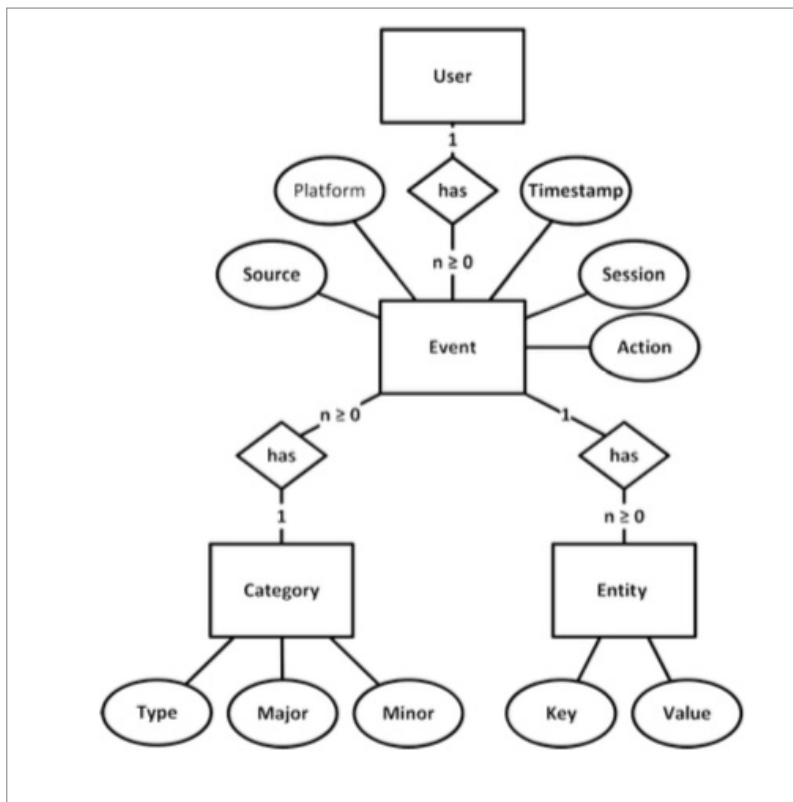 User
1
Platform
has
Timestamp
n ≥ 0
Source
Session
Event
Action
n ≥ 0
1
has
has
1
n ≥ 0
Category
Entity
Type
Major
Minor
Key
Value